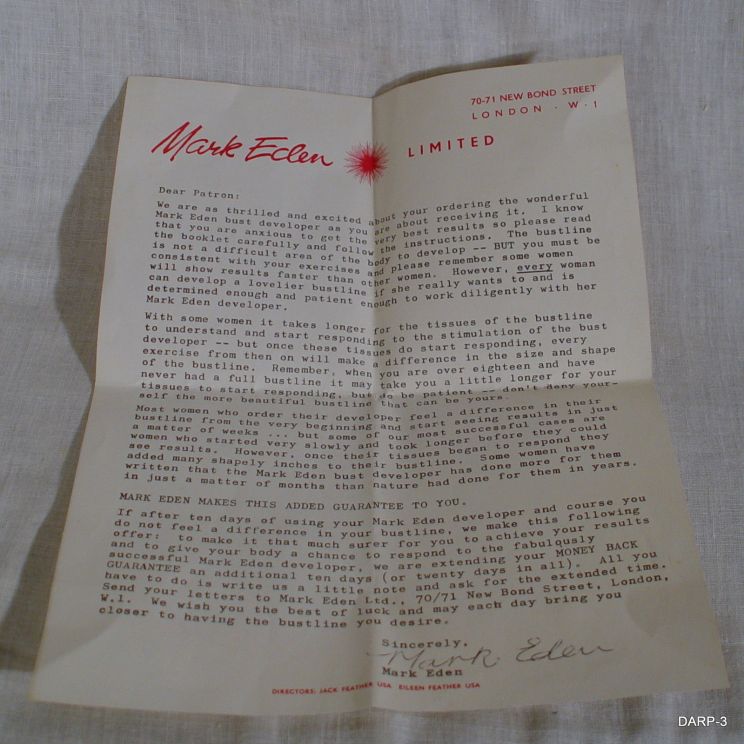 70-71 NEW BOND STREET
LONDON · W · 1
Mark Eden LIMITED
Dear Patron:
We are as thrilled and excited about your ordering the wonderful
Mark Eden bust developer as you are about receiving it. I know
that you are anxious to get the very best results so please read
the booklet carefully and follow the instructions. The bustline
is not a difficult area of the body to develop -- BUT you must be
consistent with your exercises and please remember some women
will show results faster than other women. However, every woman
can develop a lovelier bustline if she really wants to and is
determined enough and patient enough to work diligently with her
Mark Eden developer.
With some women it takes longer for the tissues of the bustline
to understand and start responding to the stimulation of the bust
developer -- but once these tissues do start responding, every
exercise from then on will make a difference in the size and shape
of the bustline. Remember, when you are over eighteen and have
never had a full bustline it may take you a little longer for your
tissues to start responding, but do be patient -- don't deny your-
self the more beautiful bustline that can be yours.
Most women who order their developer feel a difference in their
bustline from the very beginning and start seeing results in just
a matter of weeks ... but some of our most successful cases are
women who started very slowly and took longer before they could
see results. However, once their tissues began to respond they
added many shapely inches to their bustline. Some women have
written that the Mark Eden bust developer has done more for them
in just a matter of months than nature had done for them in years.
MARK EDEN MAKES THIS ADDED GUARANTEE TO YOU.
If after ten days of using your Mark Eden developer and course you
do not feel a difference in your bustline, we make this following
offer: to make it that much surer for you to achieve your results
and to give your body a chance to respond to the fabulously
successful Mark Eden developer, we are extending your MONEY BACK
GUARANTEE an additional ten days (or twenty days in all). All you
have to do is write us a little note and ask for the extended time.
Send your letters to Mark Eden Ltd., 70/71 New Bond Street, London,
W.1. We wish you the best of luck and may each day bring you
closer to having the bustline you desire.
Sincerely,
Mark Eden
Mark Eden
DIRECTORS: JACK FEATHER USA EILEEN FEATHER USA
DARP-3